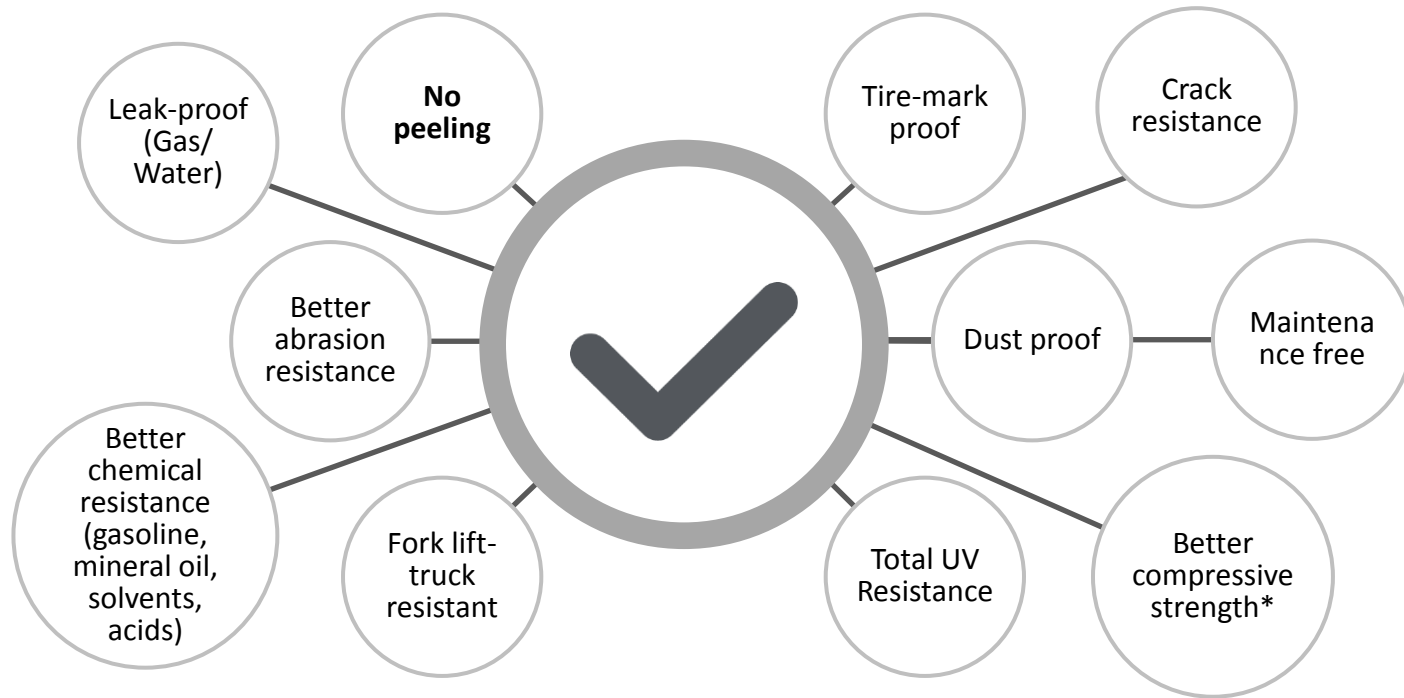 Leak-proof
(Gas/
Water)
No
peeling
Tire-mark
proof
Crack
resistance
Better
abrasion
resistance
Dust proof
Maintena
nce free
Better
chemical
resistance
(gasoline,
mineral oil,
solvents,
acids)
Fork lift-
truck
resistant
Total UV
Resistance
Better
compressive
strength*